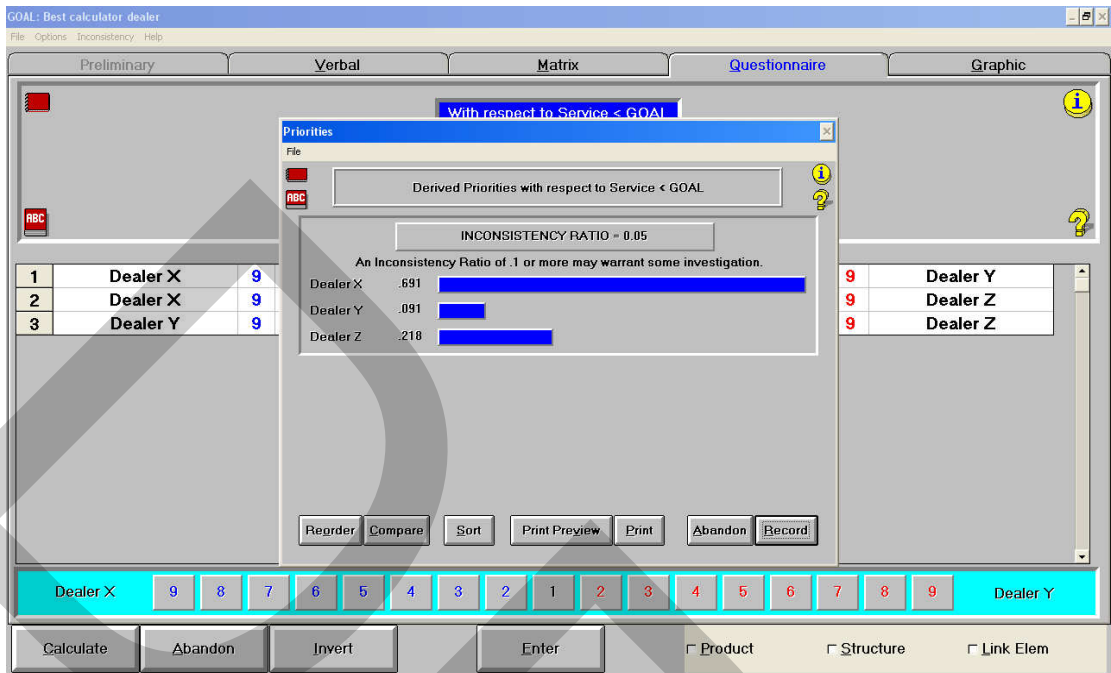 GOAL: Best calculator dealer
File Options Inconsistency Help
Preliminary Verbal Matrix Questionnaire Graphic
With respect to Service < GOAL
Priorities
File
ABC
Derived Priorities with respect to Service < GOAL
ABC
INCONSISTENCY RATIO = 0.05
An Inconsistency Ratio of .1 or more may warrant some investigation.
Dealer X .691
Dealer Y .091
Dealer Z .218
1 Dealer X 9 9 Dealer Y
2 Dealer X 9 9 Dealer Z
3 Dealer Y 9 9 Dealer Z
Reorder Compare Sort Print Preview Print Abandon Record
Dealer X 9 8 7 6 5 4 3 2 1 2 3 4 5 6 7 8 9 Dealer Y
Calculate Abandon Invert Enter Product Structure Link Elem